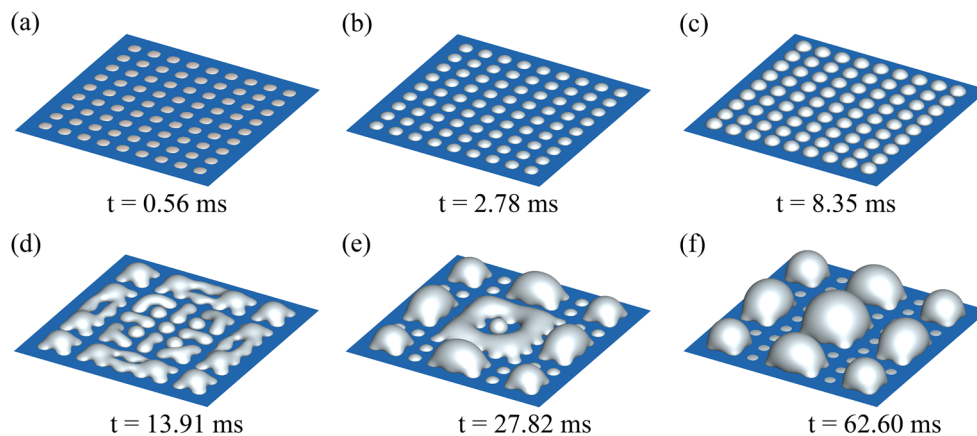 (a)
(b)
(c)
t = 0.56 ms
t = 2.78 ms
t = 8.35 ms
(d)
(e)
(f)
t = 13.91 ms
t = 27.82 ms
t = 62.60 ms